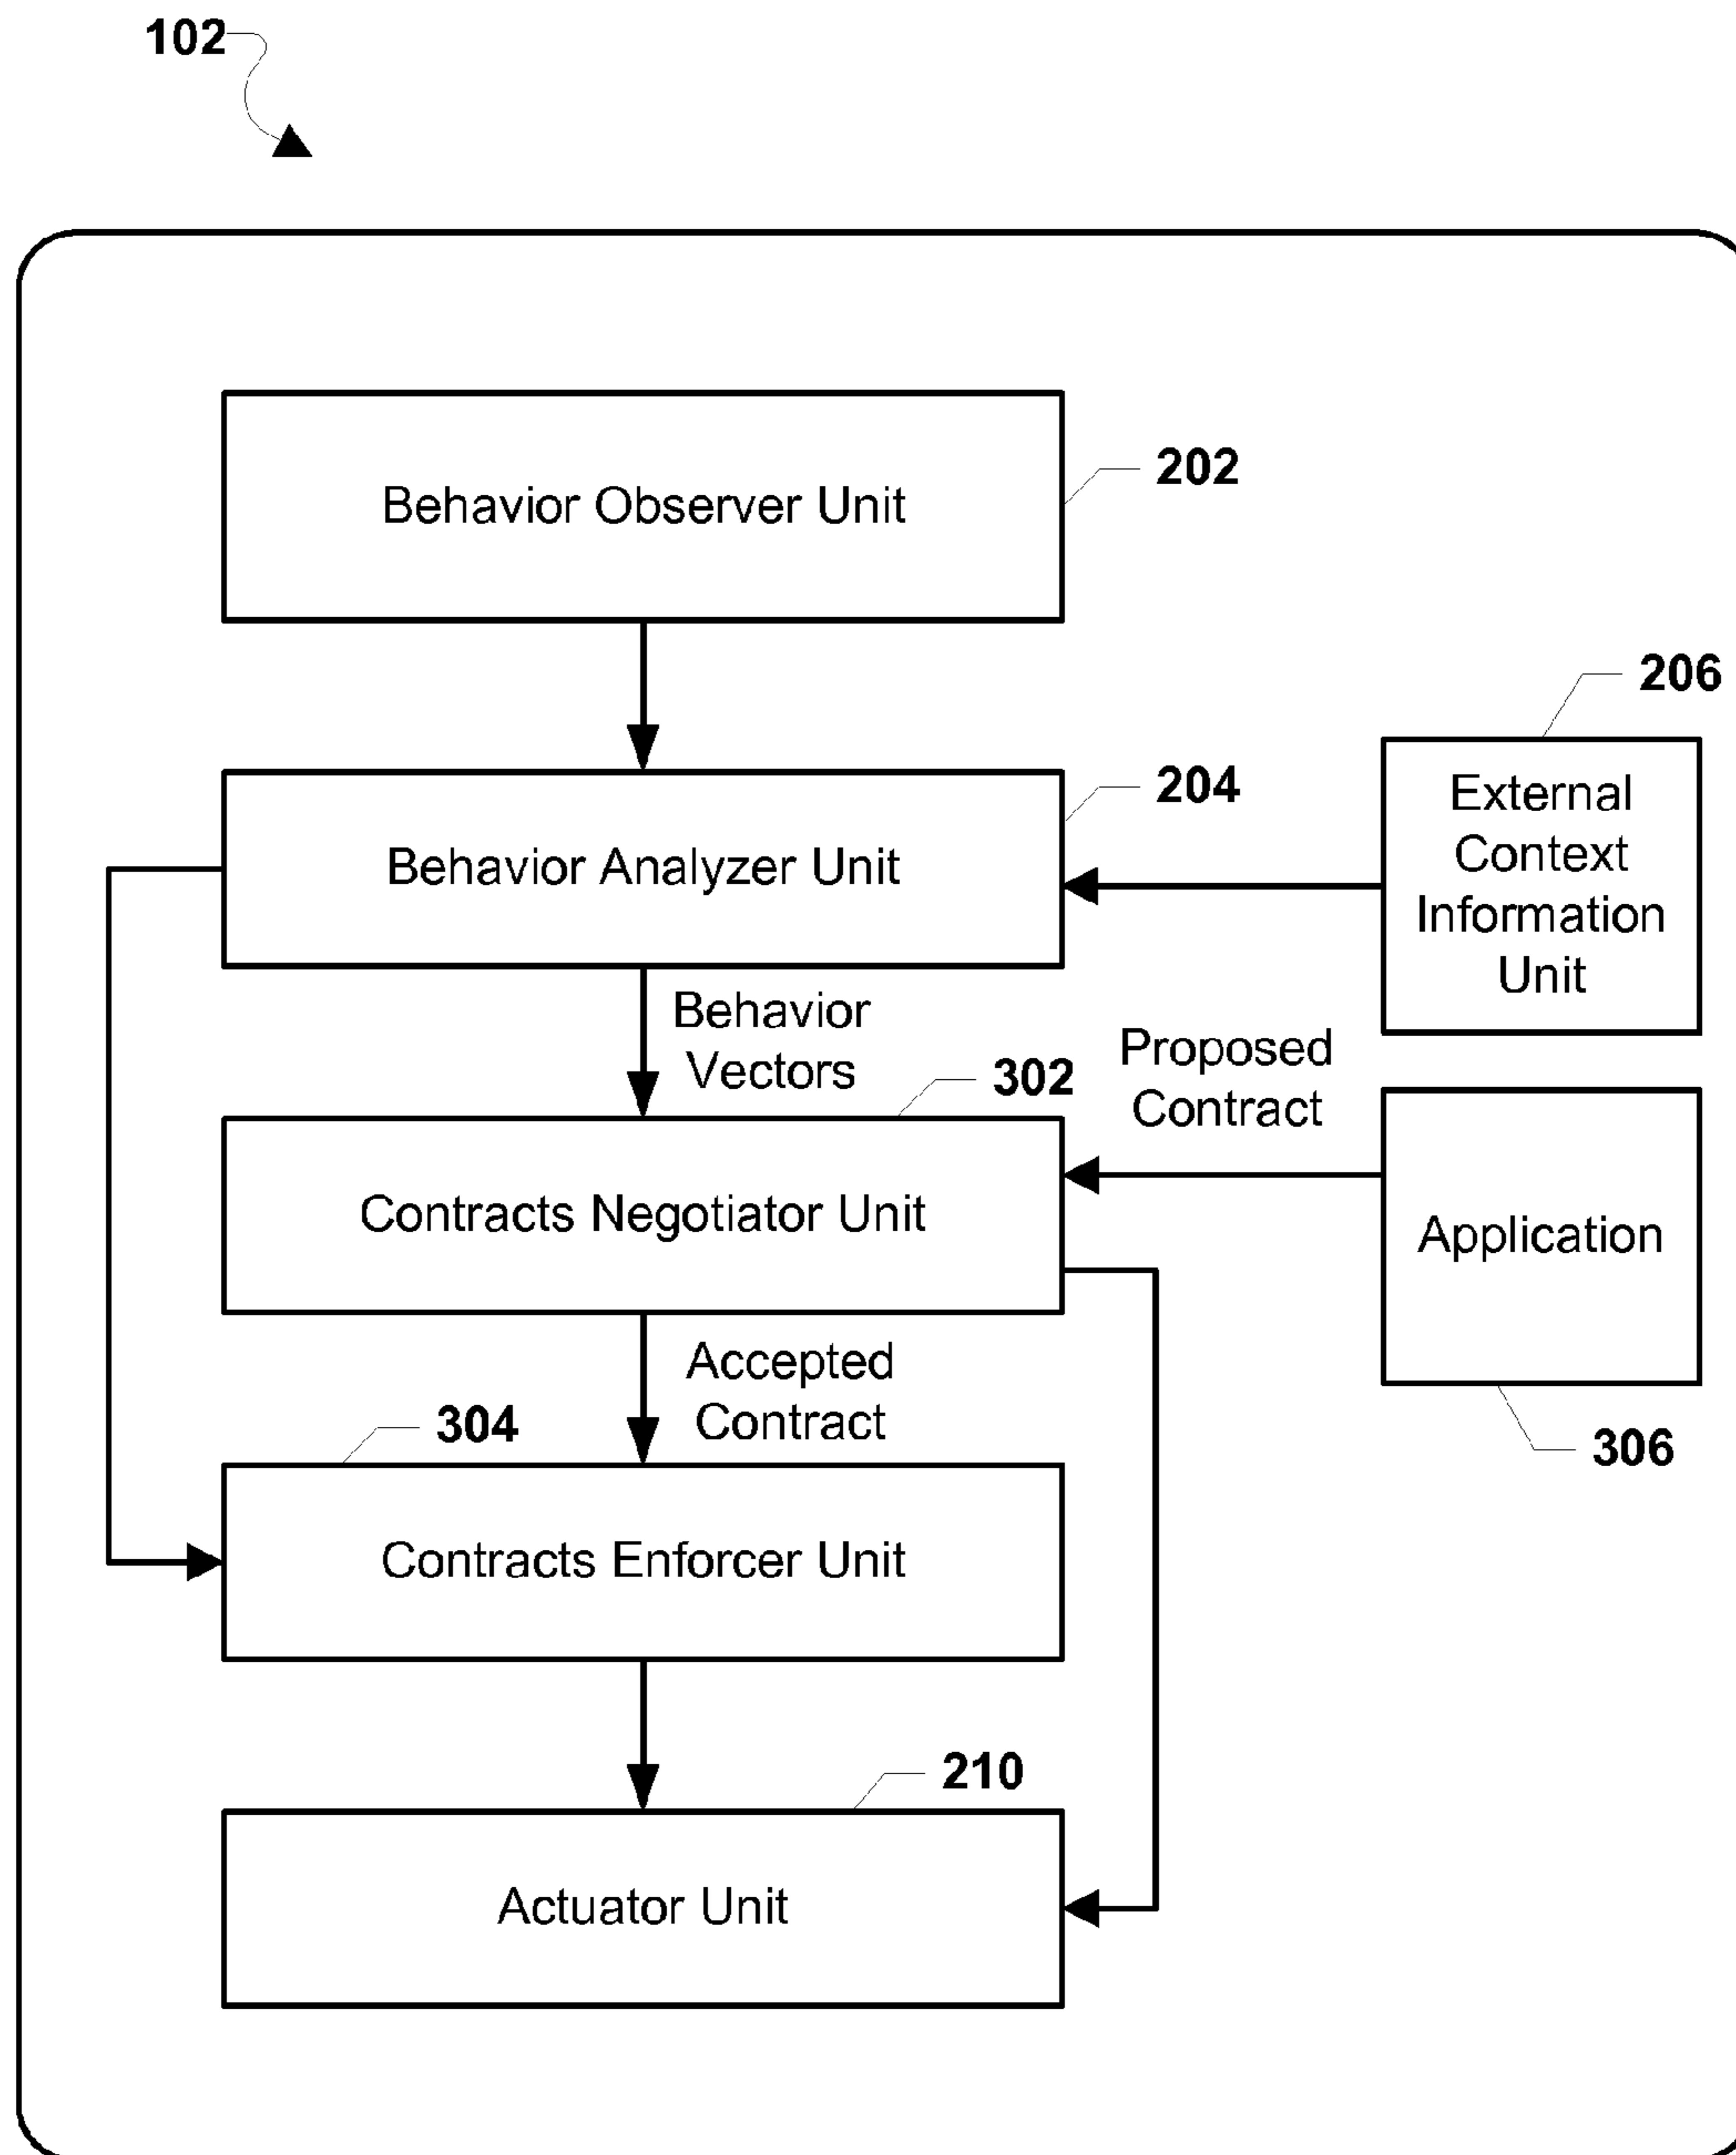 102
Behavior Observer Unit
202
206
External
Context
Information
Unit
204
Behavior Analyzer Unit
Behavior
Vectors
302
Proposed
Contract
Contracts Negotiator Unit
Application
306
Accepted
Contract
304
Contracts Enforcer Unit
210
Actuator Unit